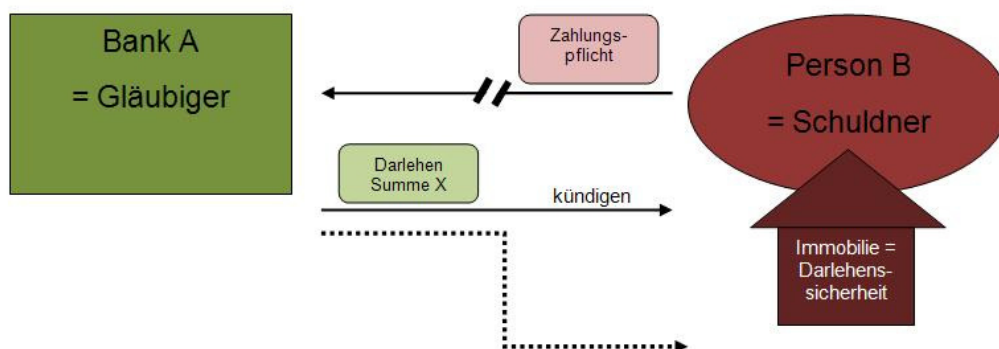 Bank A
= Gläubiger
Zahlungs-
pflicht
Person B
= Schuldner
Darlehen
Summe X
kündigen
Immobilie =
Darlehens-
sicherheit